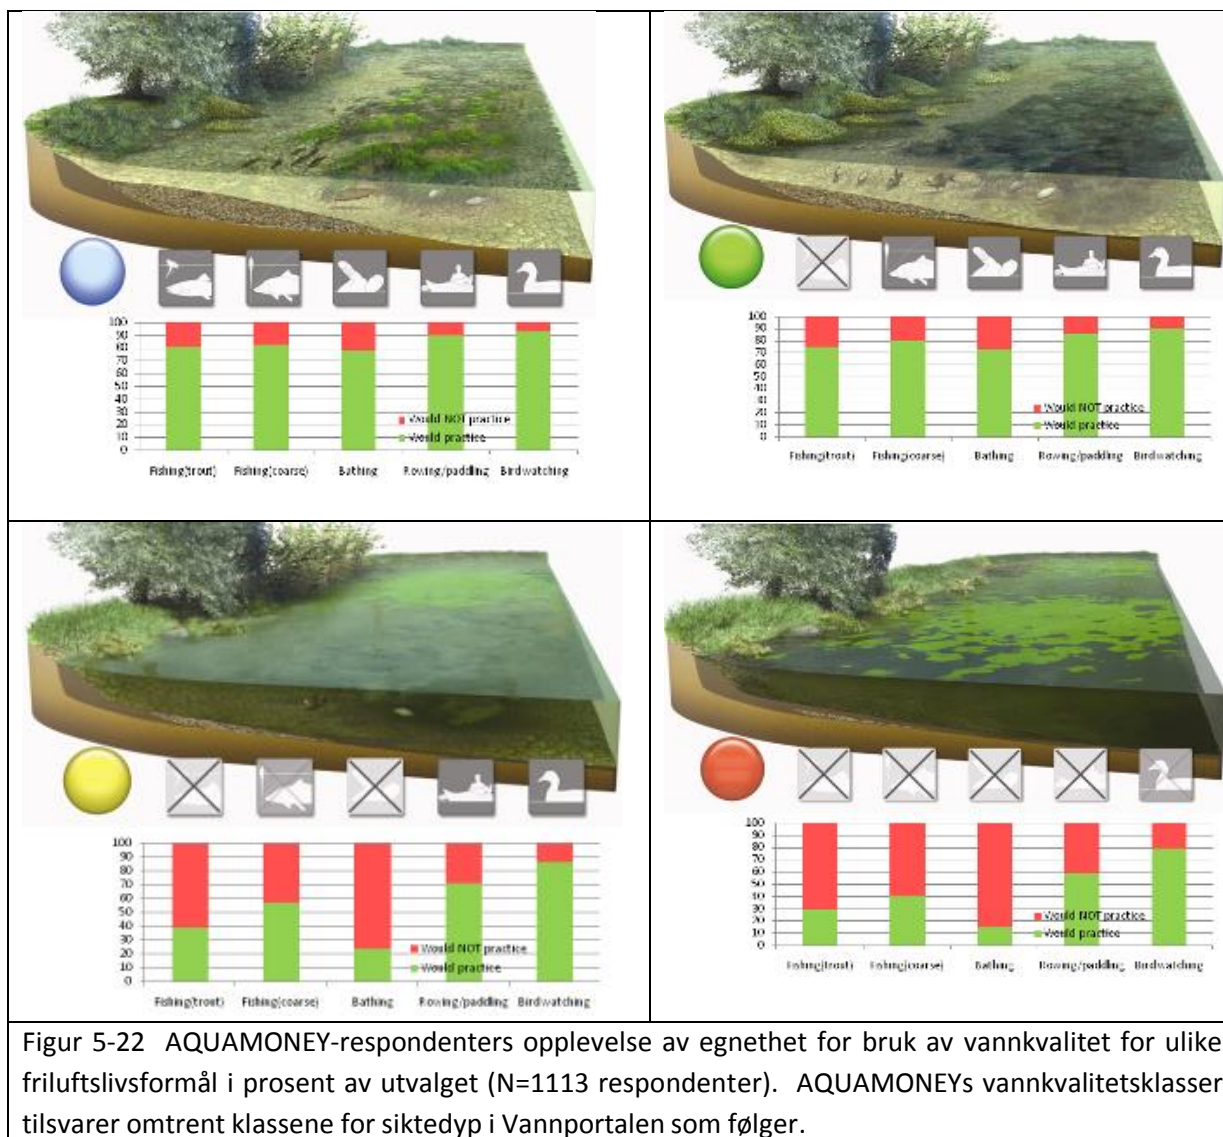 100
90
80
70
60
50
40
30
20
10
0
Would NOT practice
Would practice
Fishing(trout) Fishing(coarse) Bathing Rowing/paddling Birdwatching
100
90
80
70
60
50
40
30
20
10
0
Would NOT practice
Would practice
Fishing(trout) Fishing(coarse) Bathing Rowing/paddling Birdwatching
100
90
80
70
60
50
40
30
20
10
0
Would NOT practice
Would practice
Fishing(trout) Fishing(coarse) Bathing Rowing/paddling Birdwatching
100
90
80
70
60
50
40
30
20
10
0
Would NOT practice
Would practice
Fishing(trout) Fishing(coarse) Bathing Rowing/paddling Birdwatching
Figur 5-22 AQUAMONEY-respondenters opplevelse av egnethet for bruk av vannkvalitet for ulike
friluftslivsformål i prosent av utvalget (N=1113 respondenter). AQUAMONEYs vannkvalitetsklasser
tilsvarer omtrent klassene for siktedyp i Vannportalen som følger.